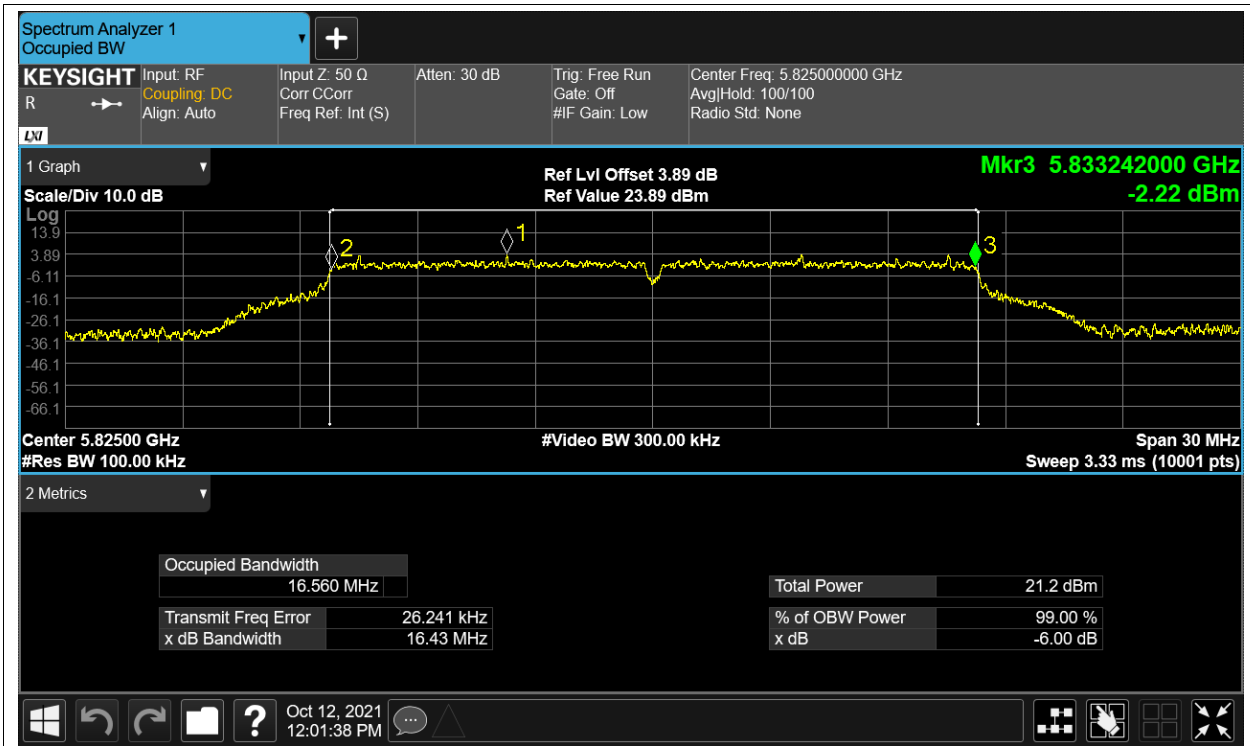 Spectrum Analyzer 1
Occupied BW
KEYSIGHT
R
LXI
Input: RF
Coupling: DC
Align: Auto
Input Z: 50 Ω
Corr CCorr
Freq Ref: Int (S)
Atten: 30 dB
Trig: Free Run
Gate: Off
#IF Gain: Low
Center Freq: 5.825000000 GHz
Avg|Hold: 100/100
Radio Std: None
1 Graph
Scale/Div 10.0 dB
Ref Lvl Offset 3.89 dB
Ref Value 23.89 dBm
Mkr3 5.833242000 GHz
-2.22 dBm
Log
13.9
3.89
-6.11
-16.1
-26.1
-36.1
-46.1
-56.1
-66.1
2
1
3
Center 5.82500 GHz
#Video BW 300.00 kHz
Span 30 MHz
#Res BW 100.00 kHz
Sweep 3.33 ms (10001 pts)
2 Metrics
Occupied Bandwidth
16.560 MHz
Transmit Freq Error 26.241 kHz
x dB Bandwidth 16.43 MHz
Total Power 21.2 dBm
% of OBW Power 99.00 %
x dB -6.00 dB
?
Oct 12, 2021
12:01:38 PM